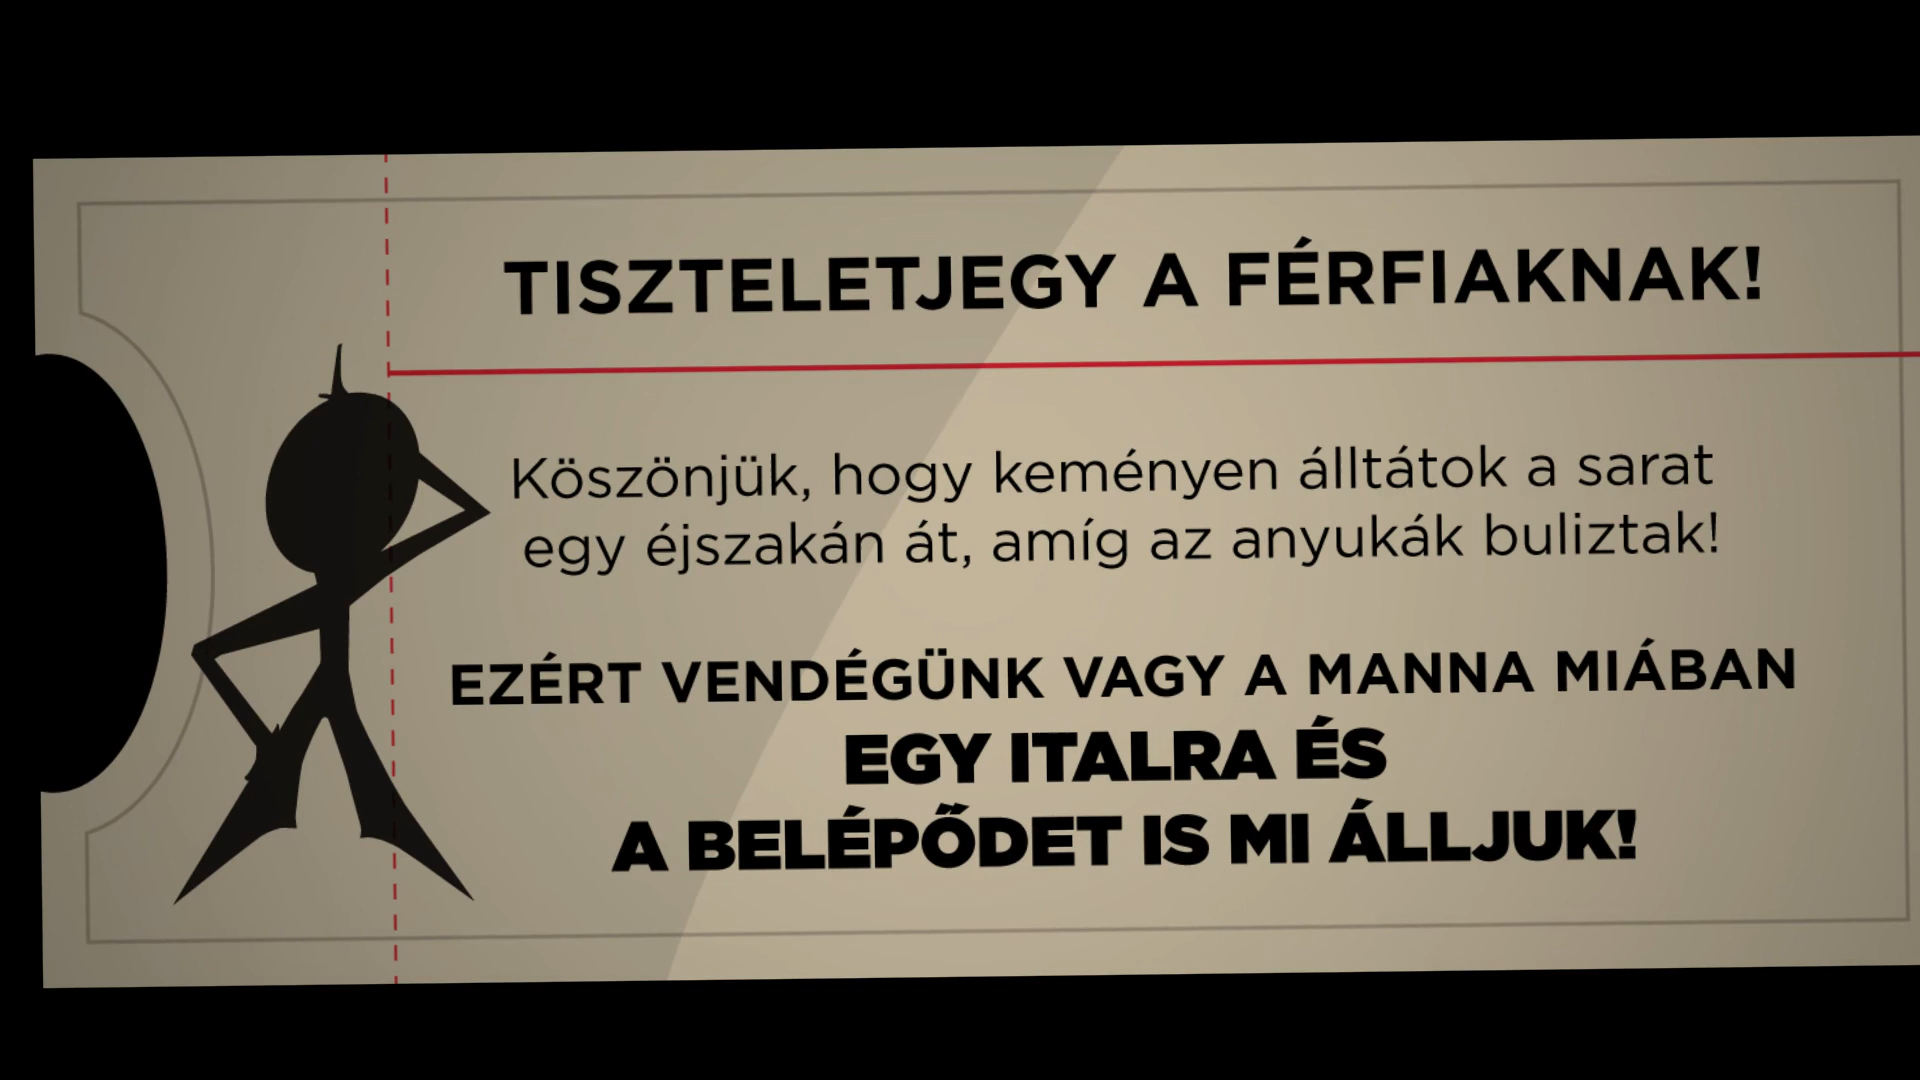 TISZTELETJEGY A FÉRFIAKNAK!
Köszönjük, hogy keményen álltátok a sarat
egy éjszakán át, amíg az anyukák buliztak!
EZÉRT VENDÉGÜNK VAGY A MANNA MIÁBAN
EGY ITALRA ÉS
A BELÉPŐDET IS MI ÁLLJUK!